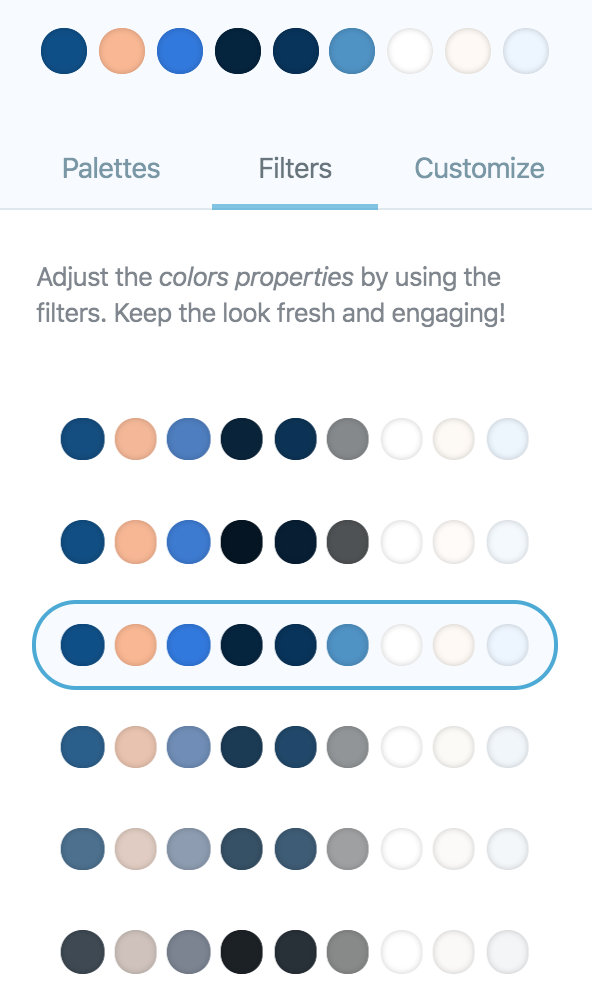 Palettes Filters Customize
Adjust the colors properties by using the
filters. Keep the look fresh and engaging!